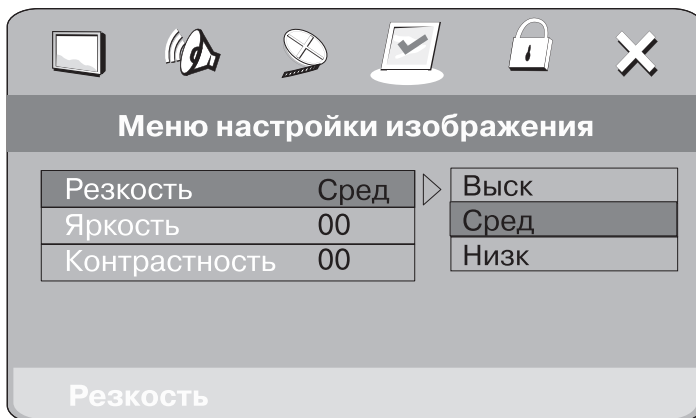 Меню настройки изображения
Резкость Сред Выск
Яркость 00 Сред
Контрастность 00 Низк
Резкость